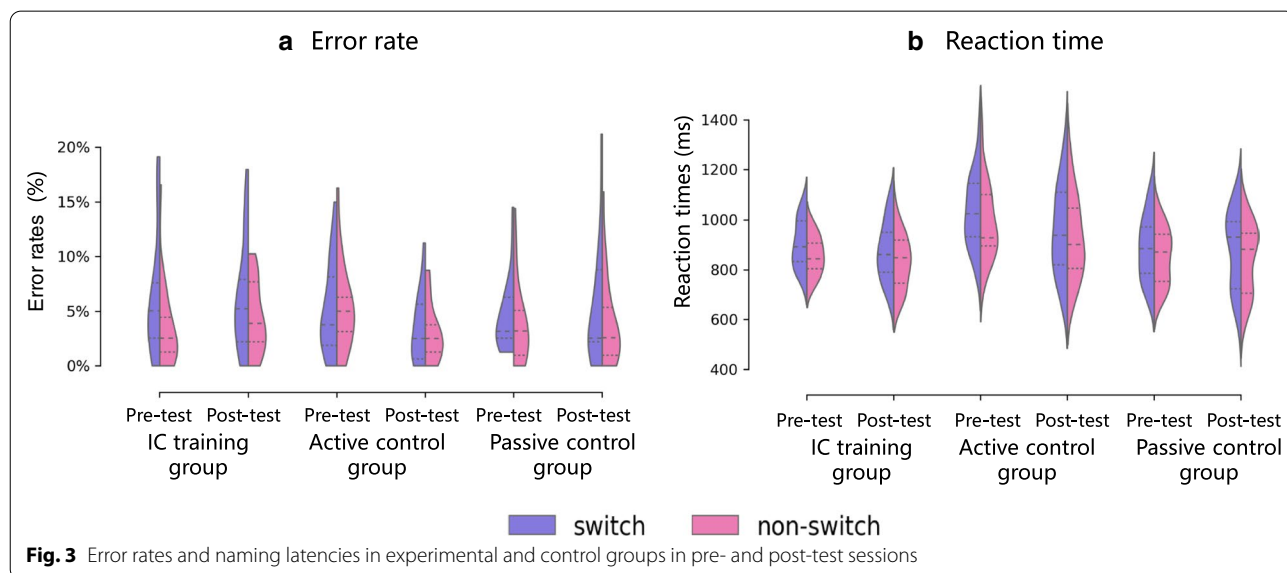 a Error rate
Error rates (%)
20%
15%
10%
5%
0%
Pre-test Post-test Pre-test Post-test Pre-test Post-test
IC training group
Active control group
Passive control group
b Reaction time
Reaction times (ms)
1400
1200
1000
800
600
400
Pre-test Post-test Pre-test Post-test Pre-test Post-test
IC training group
Active control group
Passive control group
switch non-switch
Fig. 3 Error rates and naming latencies in experimental and control groups in pre- and post-test sessions